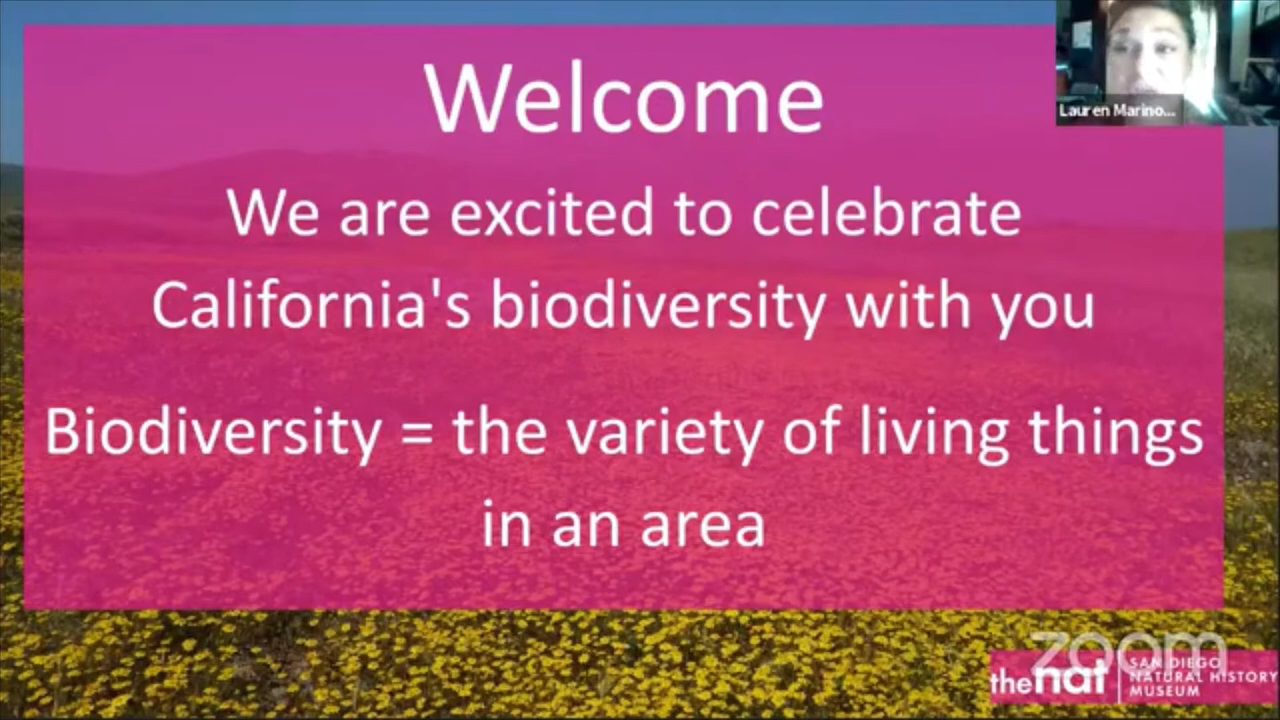 Welcome
Lauren Marino...
We are excited to celebrate
California's biodiversity with you
Biodiversity = the variety of living things
in an area
zoom
thenat
SAN DIEGO
NATURAL HISTORY
MUSEUM